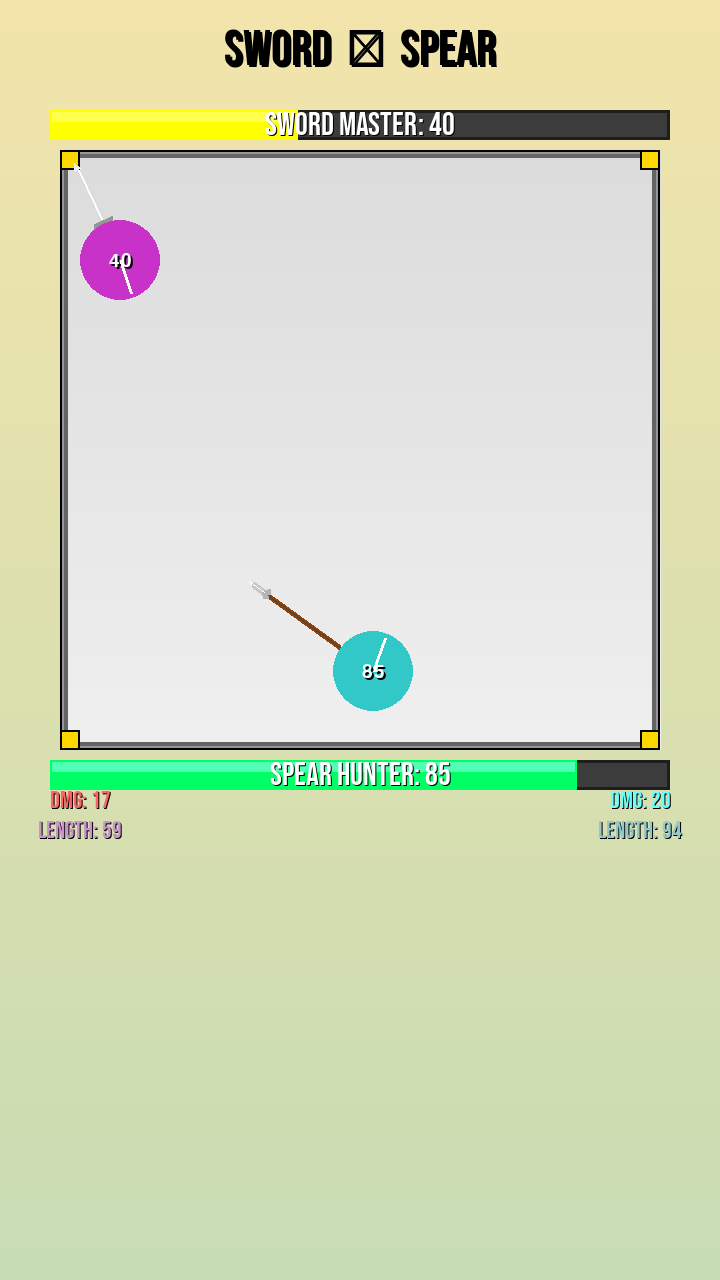 SWORD ☒ SPEAR
SWORD MASTER: 40
40
85
SPEAR HUNTER: 85
DMG: 17 DMG: 20
LENGTH: 59 LENGTH: 94